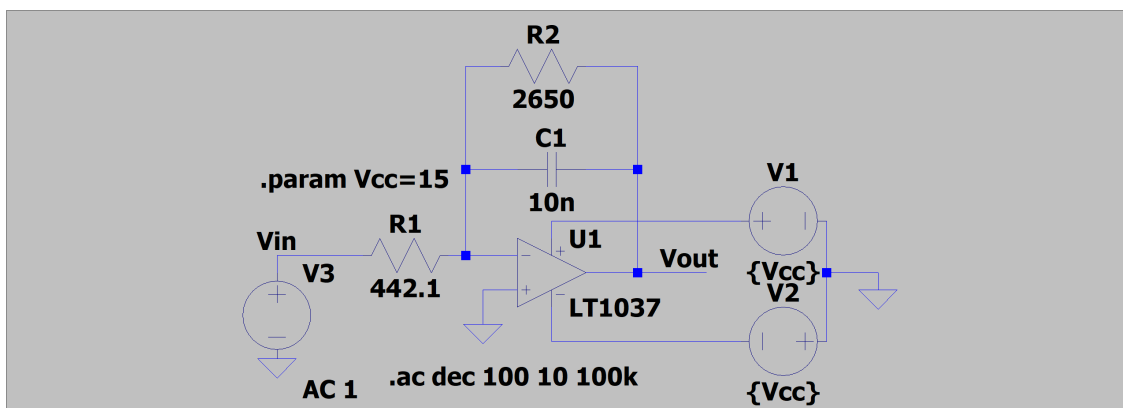 R2
2650
C1
10n
.param Vcc=15
V1
{Vcc}
R1
442.1
Vin
V3
U1
LT1037
Vout
V2
{Vcc}
AC 1
.ac dec 100 10 100k